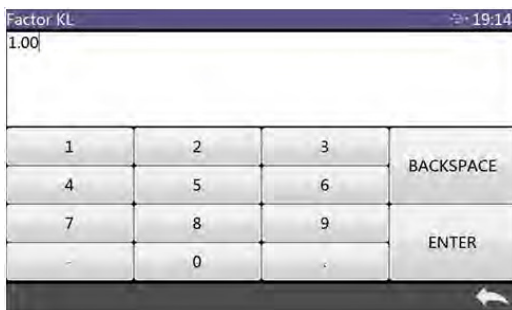 Factor KL 19:14
1.00
1 2 3
BACKSPACE
4 5 6
7 8 9
ENTER
- 0 .